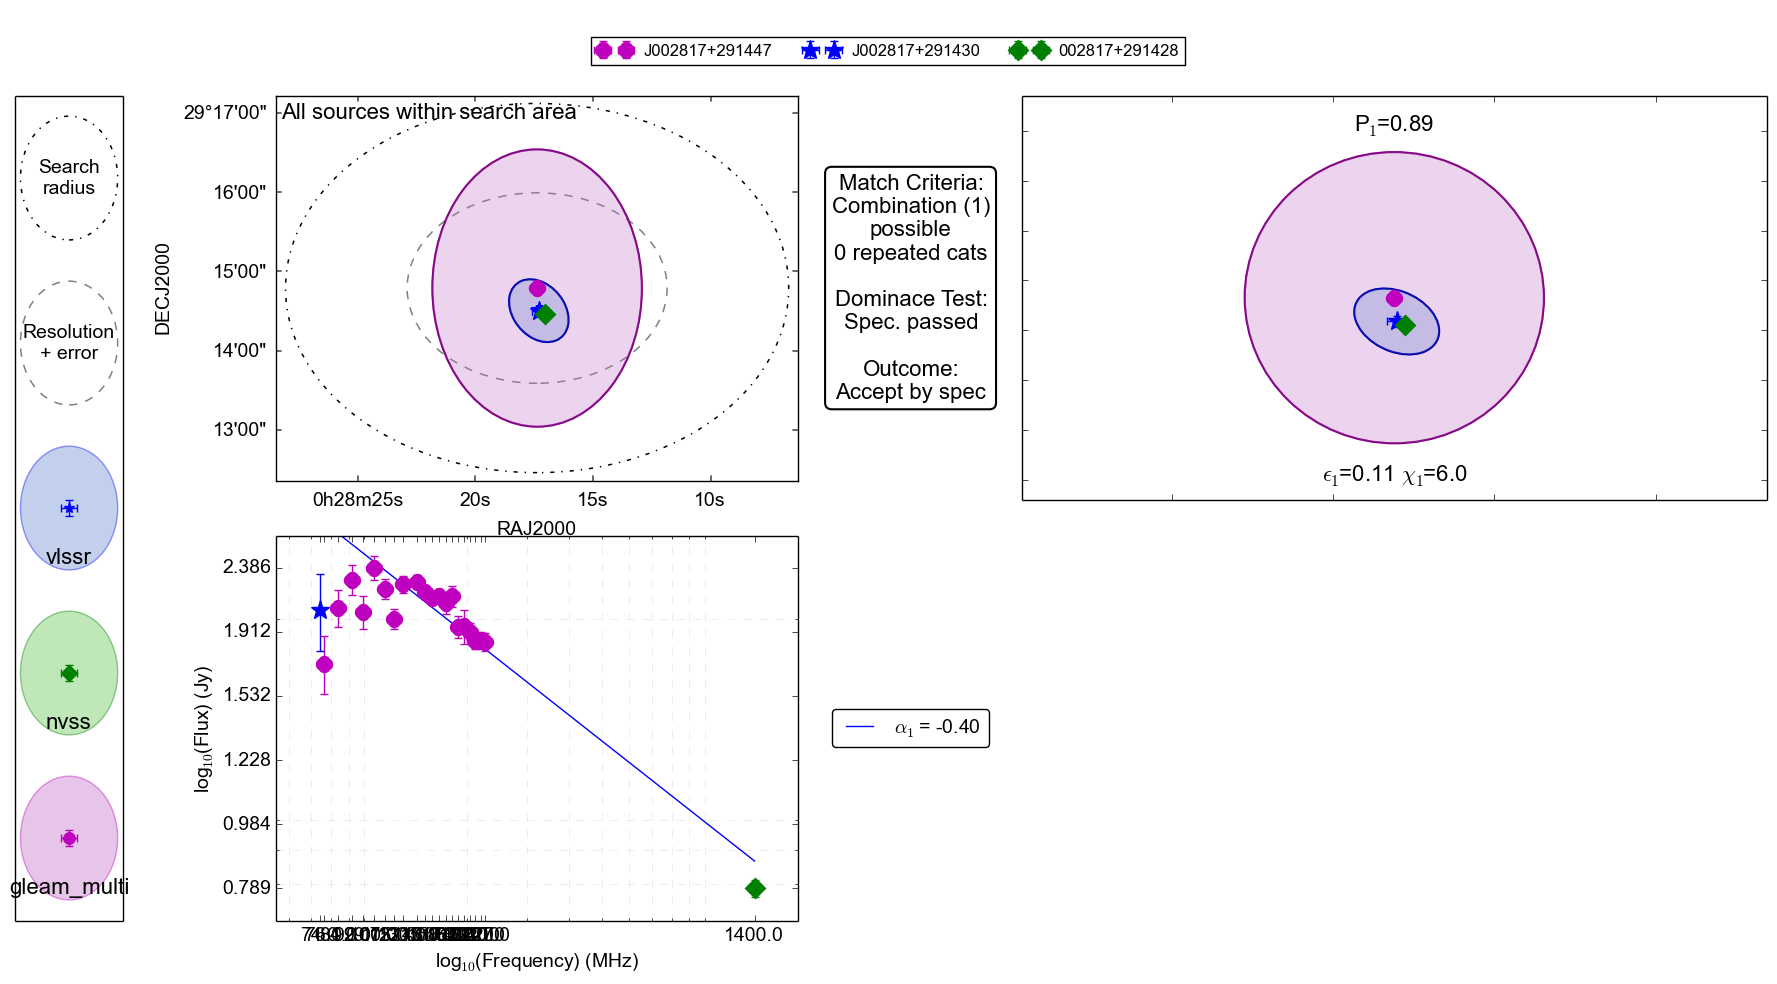 J002817+291447 J002817+291430 002817+291428
Search
radius
Resolution
+ error
vlssr
nvss
gleam_multi
All sources within search area
29°17'00"
16'00"
15'00"
14'00"
13'00"
DECJ2000
0h28m25s 20s 15s 10s
RAJ2000
Match Criteria:
Combination (1)
possible
0 repeated cats
Dominace Test:
Spec. passed
Outcome:
Accept by spec
P₁=0.89
ϵ₁=0.11 χ₁=6.0
2.386
1.912
1.532
1.228
0.984
0.789
log₁₀(Flux) (Jy)
1400.0
log₁₀(Frequency) (MHz)
α₁ = -0.40